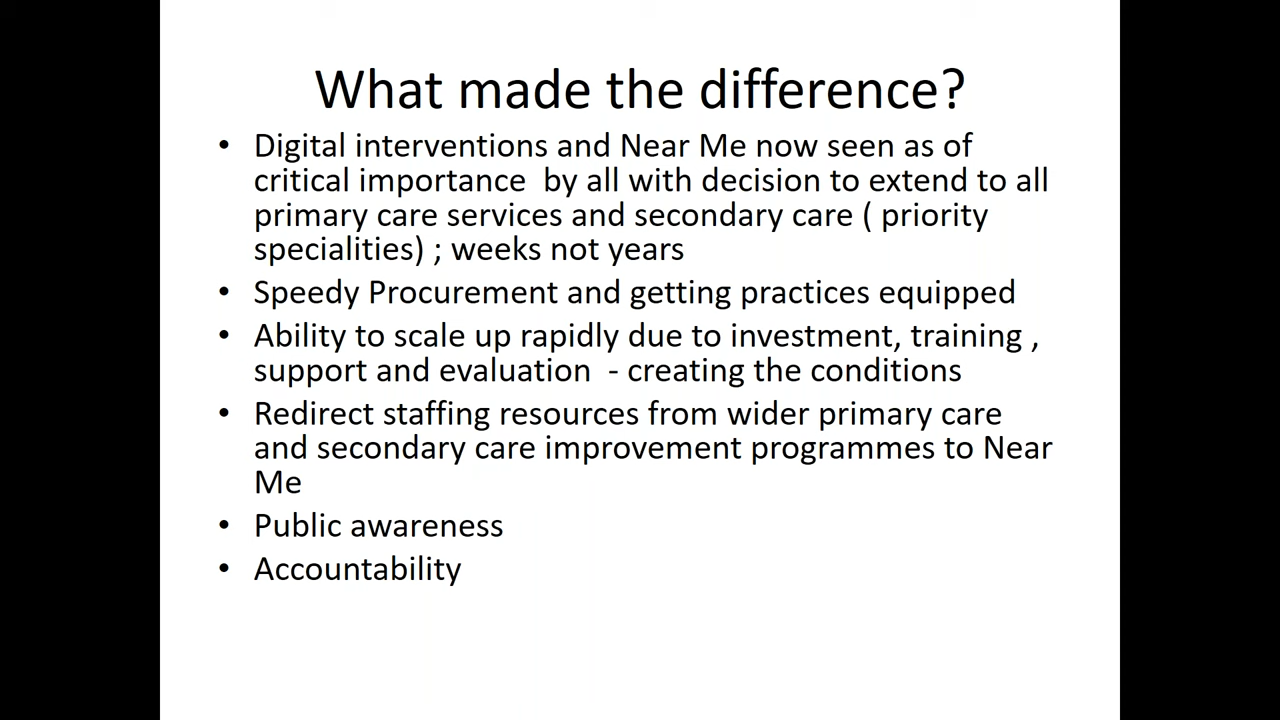 What made the difference?
• Digital interventions and Near Me now seen as of
critical importance  by all with decision to extend to all
primary care services and secondary care ( priority
specialities) ; weeks not years
• Speedy Procurement and getting practices equipped
• Ability to scale up rapidly due to investment, training ,
support and evaluation  - creating the conditions
• Redirect staffing resources from wider primary care
and secondary care improvement programmes to Near
Me
• Public awareness
• Accountability